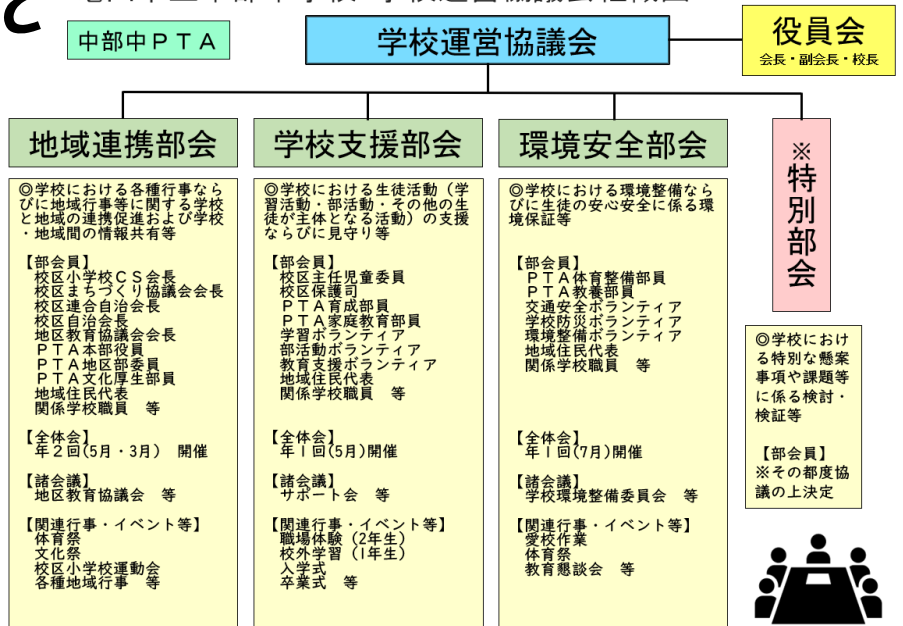 と
中部中ＰＴＡ
学校運営協議会
役員会
会長・副会長・校長
地域連携部会
◎学校における各種行事なら
びに地域行事等に関する学校
と地域の連携促進および学校
・地域間の情報共有等
【部会員】
校区小学校ＣＳ会長
校区まちづくり協議会会長
校区連合自治会長
校区自治会長
地区教育協議会会長
ＰＴＡ本部役員
ＰＴＡ地区部委員
ＰＴＡ文化厚生部員
地域住民代表
関係学校職員　等
【全体会】
年２回(5月・3月)　開催
【諸会議】
地区教育協議会　等
【関連行事・イベント等】
体育祭
文化祭
校区小学校運動会
各種地域行事　等
学校支援部会
◎学校における生徒活動（学
習活動・部活動・その他の生
徒が主体となる活動）の支援
ならびに見守り等
【部会員】
校区主任児童委員
校区保護司
ＰＴＡ育成部員
ＰＴＡ家庭教育部員
学習ボランティア
部活動ボランティア
教育支援ボランティア
地域住民代表
関係学校職員　等
【全体会】
年１回(5月)開催
【諸会議】
サポート会　等
【関連行事・イベント等】
職場体験（2年生）
校外学習（1年生）
入学式
卒業式　等
環境安全部会
◎学校における環境整備なら
びに生徒の安心安全に係る環
境保証等
【部会員】
ＰＴＡ体育整備部員
ＰＴＡ教養部員
交通安全ボランティア
学校防災ボランティア
環境整備ボランティア
地域住民代表
関係学校職員　等
【全体会】
年１回(7月)開催
【諸会議】
学校環境整備委員会　等
【関連行事・イベント等】
愛校作業
体育祭
教育懇談会　等
※特別部会
◎学校におけ
る特別な懸案
事項や課題等
に係る検討・
検証等
【部会員】
※その都度協
議の上決定